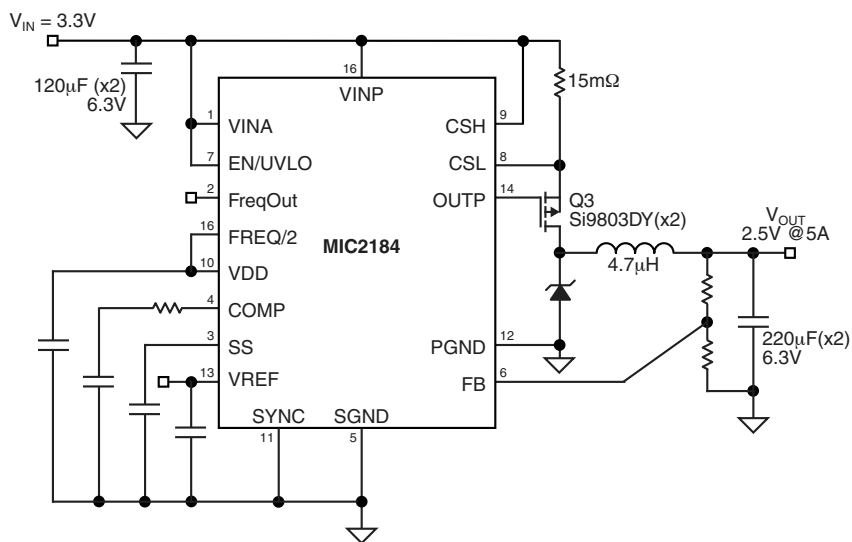 V_IN = 3.3V
120µF (x2)
6.3V
16
VINP
15mΩ
1
VINA
CSH
9
7
EN/UVLO
CSL
8
2
FreqOut
OUTP
14
Q3
Si9803DY(x2)
V_OUT
2.5V @5A
16
FREQ/2
MIC2184
10
VDD
4.7µH
4
COMP
3
SS
PGND
12
220µF(x2)
6.3V
13
VREF
FB
6
SYNC
SGND
11
5